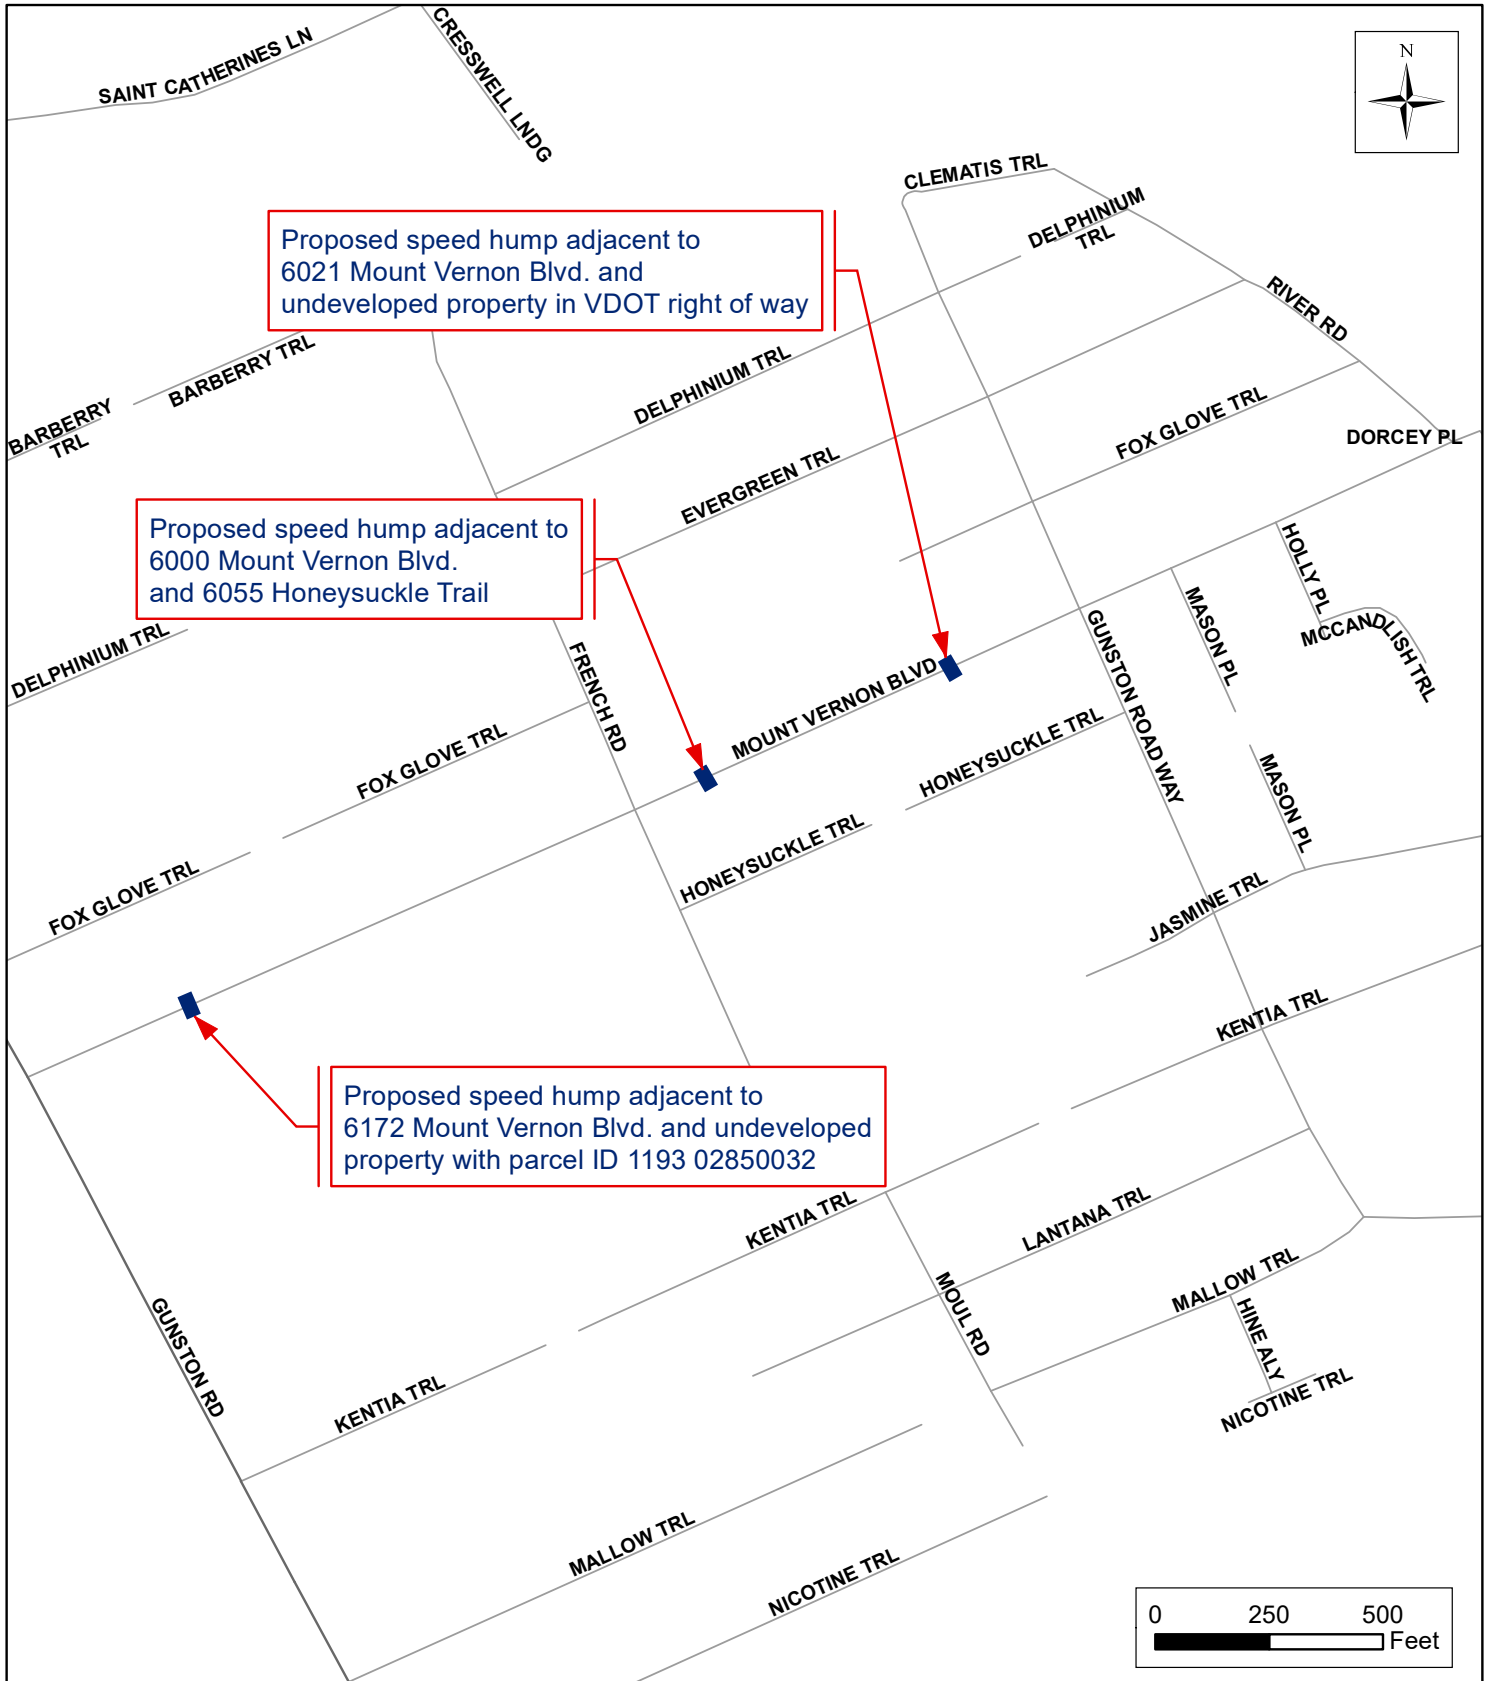 SAINT CATHERINES LN
CRESSWELL LNDG
N
CLEMATIS TRL
DELPHINIUM
TRL
Proposed speed hump adjacent to
6021 Mount Vernon Blvd. and
undeveloped property in VDOT right of way
RIVER RD
BARBERRY TRL
BARBERRY
TRL
DELPHINIUM TRL
FOX GLOVE TRL
DORCEY PL
EVERGREEN TRL
Proposed speed hump adjacent to
6000 Mount Vernon Blvd.
and 6055 Honeysuckle Trail
HOLLY PL
MASON PL
MCCANDLISH TRL
DELPHINIUM TRL
FRENCH RD
GUNSTON ROAD WAY
MOUNT VERNON BLVD
HONEYSUCKLE TRL
FOX GLOVE TRL
MASON PL
HONEYSUCKLE TRL
FOX GLOVE TRL
JASMINE TRL
KENTIA TRL
Proposed speed hump adjacent to
6172 Mount Vernon Blvd. and undeveloped
property with parcel ID 1193 02850032
KENTIA TRL
LANTANA TRL
MALLOW TRL
MOUL RD
HINE ALY
GUNSTON RD
KENTIA TRL
NICOTINE TRL
MALLOW TRL
NICOTINE TRL
0 250 500
Feet